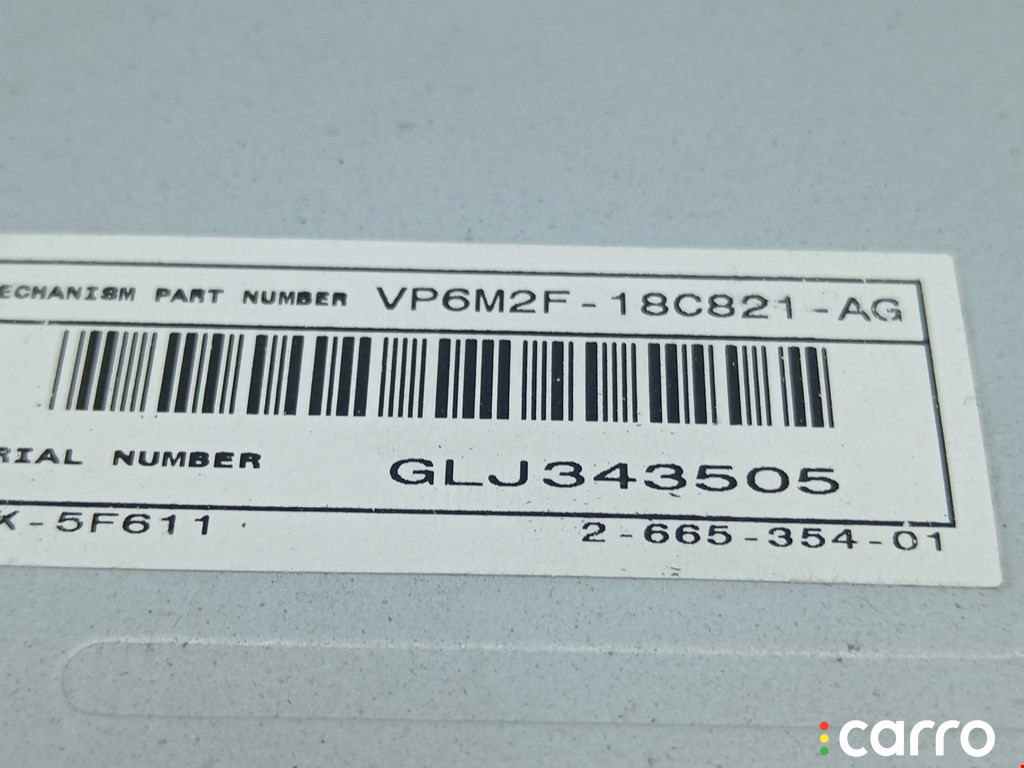 ECHANISM PART NUMBER VP6M2F-18C821-AG
RIAL NUMBER GLJ343505
K-5F611 2-665-354-01
carro